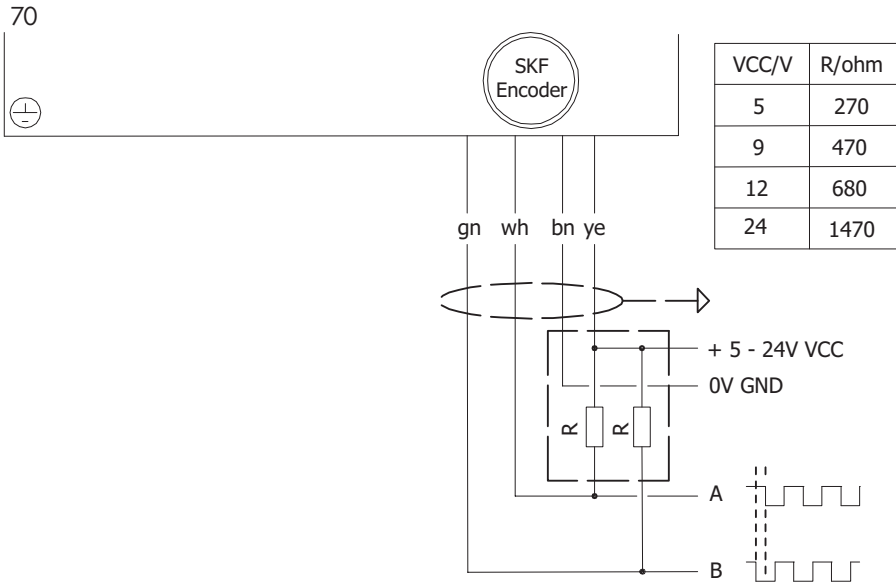 70
SKF
Encoder
VCC/V R/ohm
5 270
9 470
12 680
24 1470
gn wh bn ye
+ 5 - 24V VCC
0V GND
R R
A
B